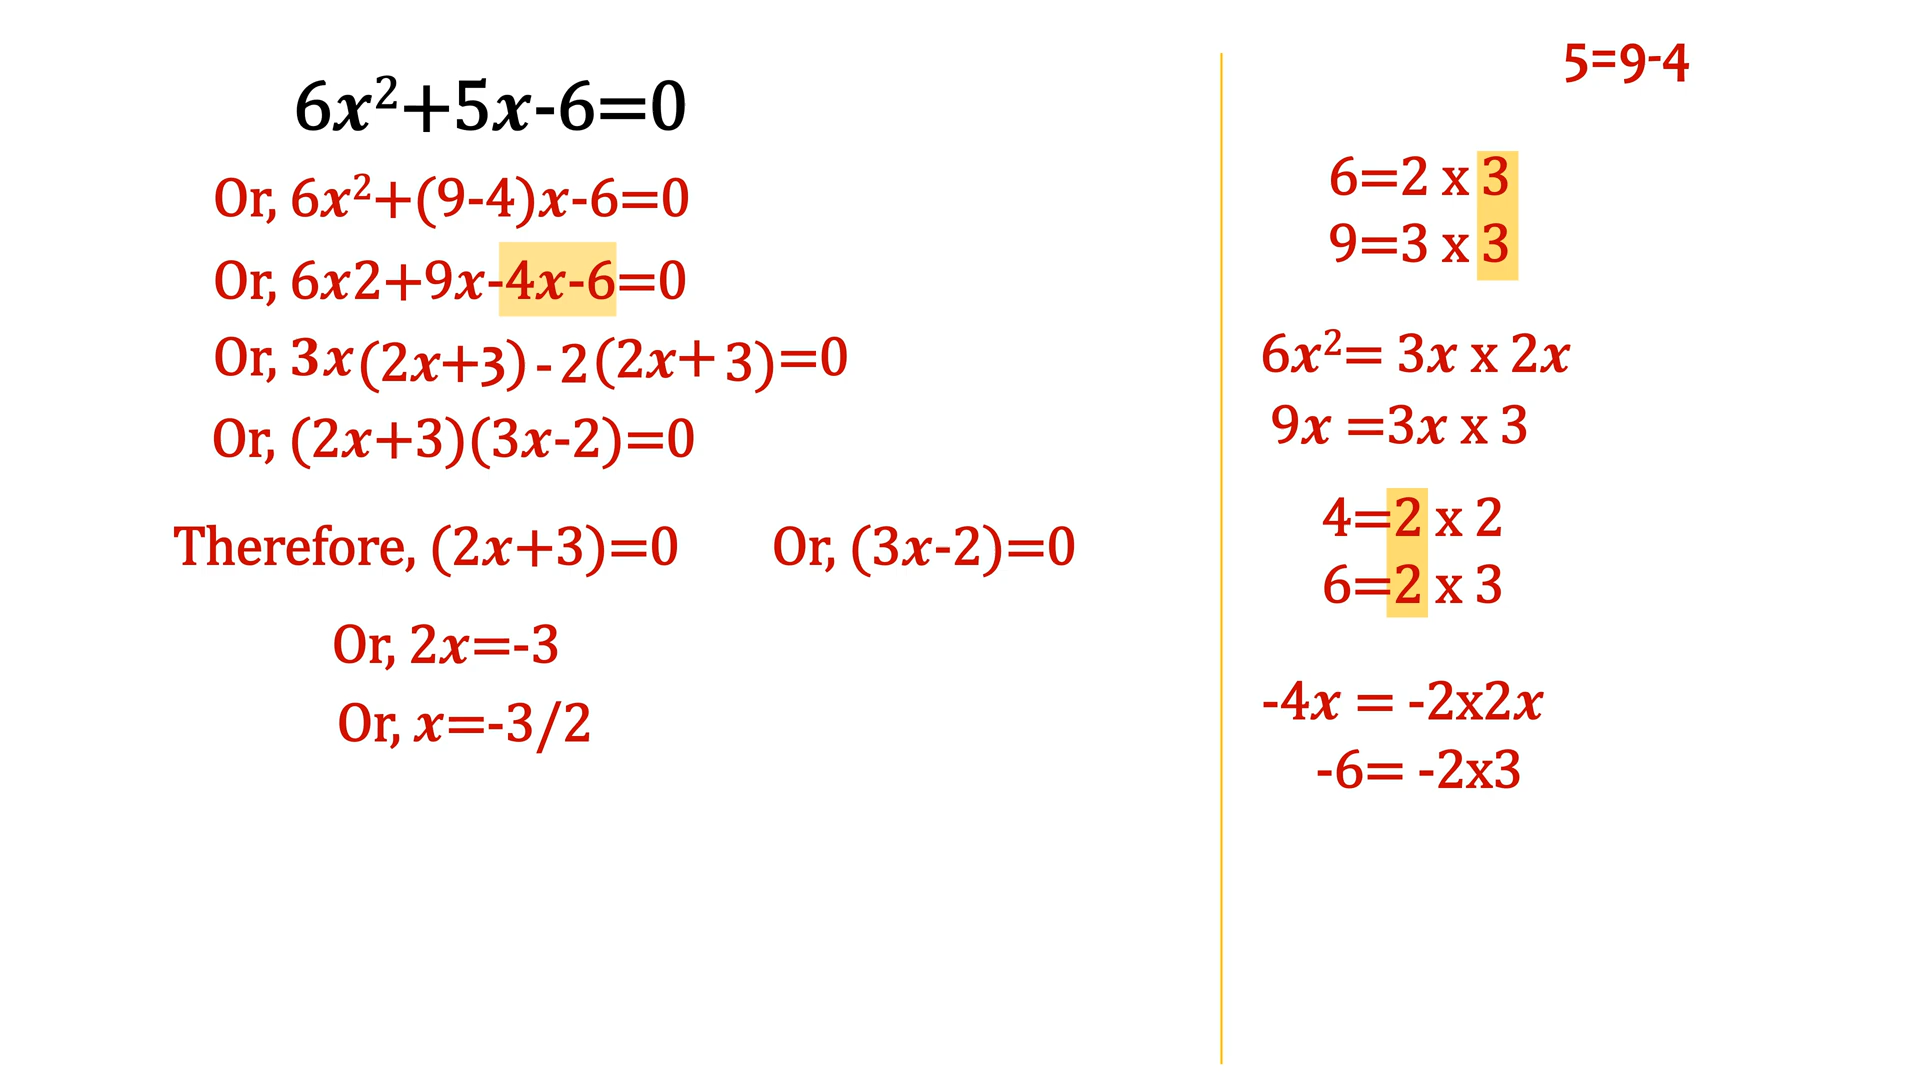 6x²+5x-6=0
Or, 6x²+(9-4)x-6=0
Or, 6x2+9x-4x-6=0
Or, 3x(2x+3)-2(2x+3)=0
Or, (2x+3)(3x-2)=0
Therefore, (2x+3)=0 Or, (3x-2)=0
Or, 2x=-3
Or, x=-3/2
5=9-4
6=2 x 3
9=3 x 3
6x²= 3x x 2x
9x =3x x 3
4=2 x 2
6=2 x 3
-4x = -2x2x
-6= -2x3